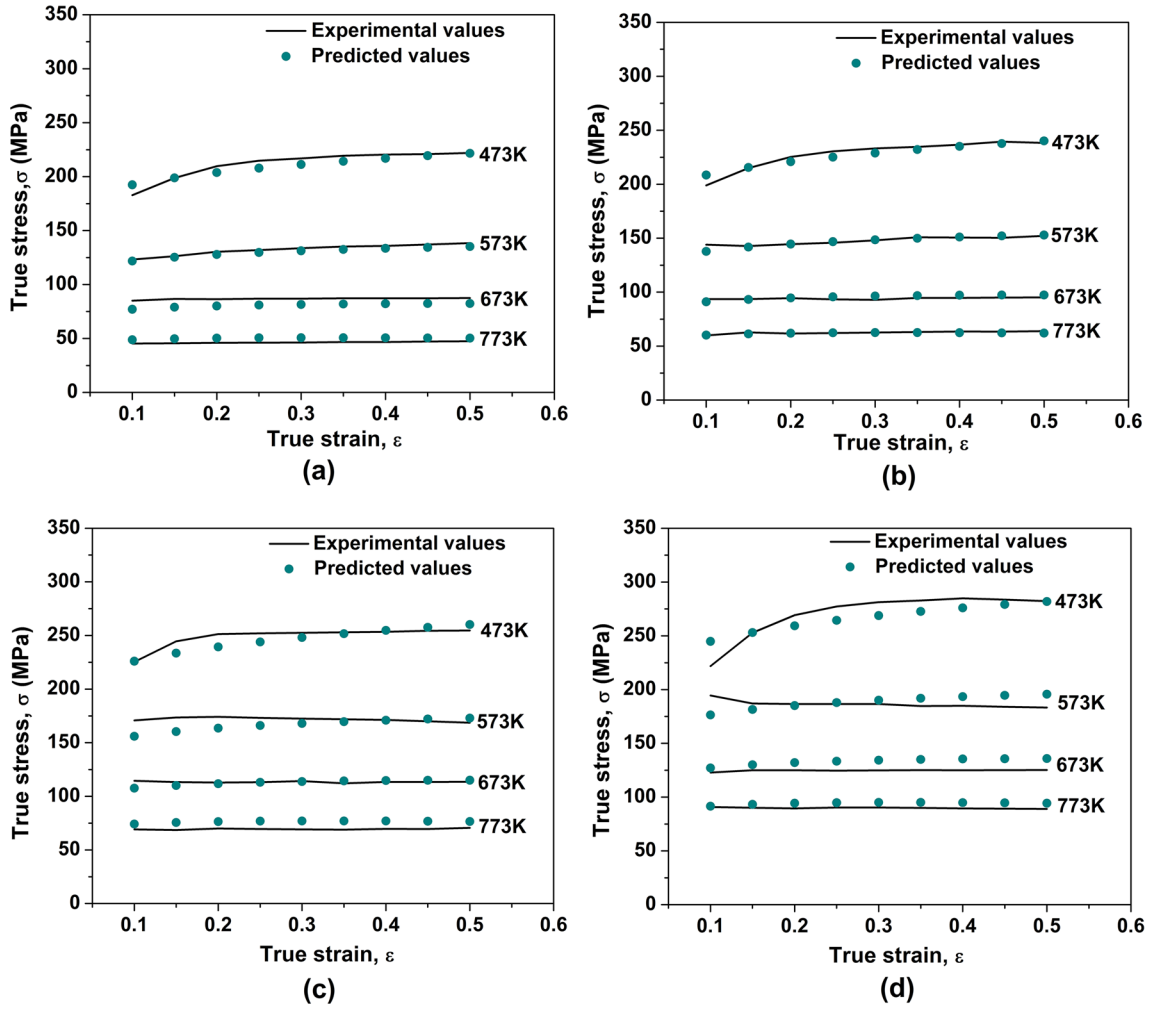 Experimental values
Predicted values
350
300
250
200
150
100
50
0
473K
573K
673K
773K
0.1 0.2 0.3 0.4 0.5 0.6
True stress,σ (MPa)
True strain, ε
(a)
Experimental values
Predicted values
350
300
250
200
150
100
50
0
473K
573K
673K
773K
0.1 0.2 0.3 0.4 0.5 0.6
True stress, σ (MPa)
True strain, ε
(b)
Experimental values
Predicted values
350
300
250
200
150
100
50
0
473K
573K
673K
773K
0.1 0.2 0.3 0.4 0.5 0.6
True stress, σ (MPa)
True strain, ε
(c)
Experimental values
Predicted values
350
300
250
200
150
100
50
0
473K
573K
673K
773K
0.1 0.2 0.3 0.4 0.5 0.6
True stress, σ (MPa)
True strain, ε
(d)